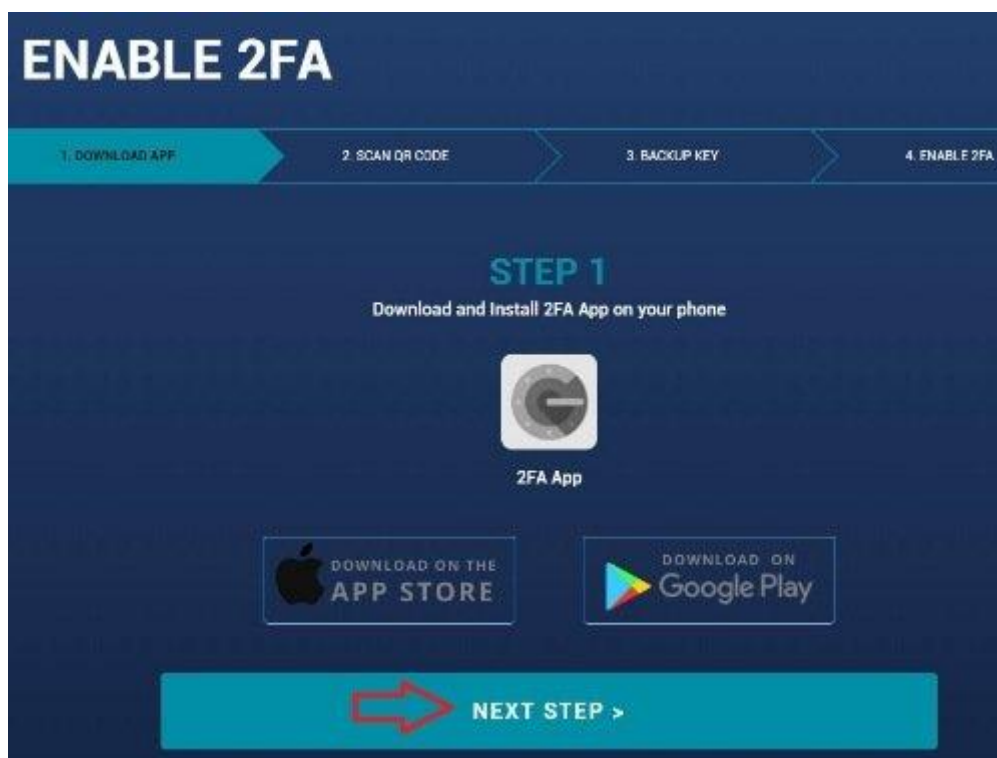 ENABLE 2FA
1. DOWNLOAD APP
2. SCAN QR CODE
3. BACKUP KEY
4. ENABLE 2FA
STEP 1
Download and Install 2FA App on your phone
2FA App
DOWNLOAD ON THE
APP STORE
DOWNLOAD ON
Google Play
NEXT STEP >